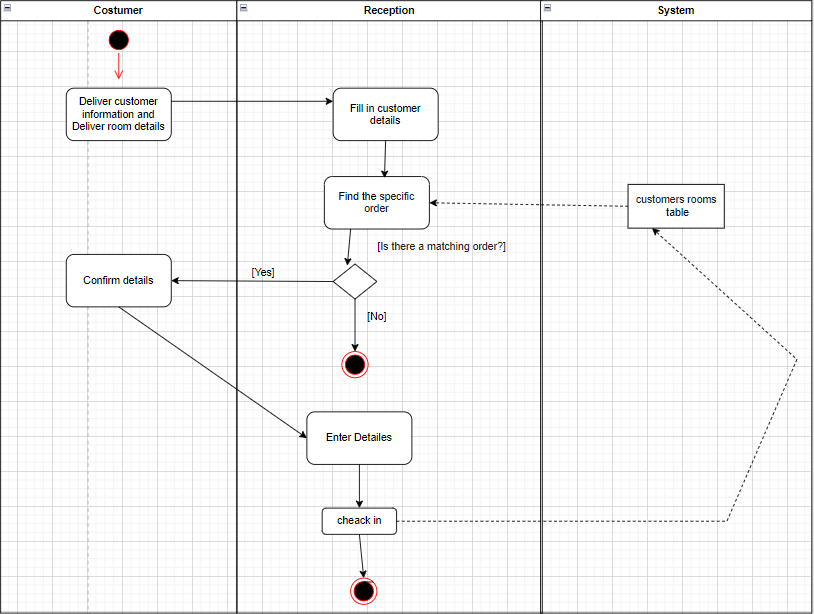 Costumer
Reception
System
Deliver customer
information and
Deliver room details
Fill in customer
details
Find the specific
order
customers rooms
table
[Is there a matching order?]
[Yes]
Confirm details
[No]
Enter Detailes
cheack in